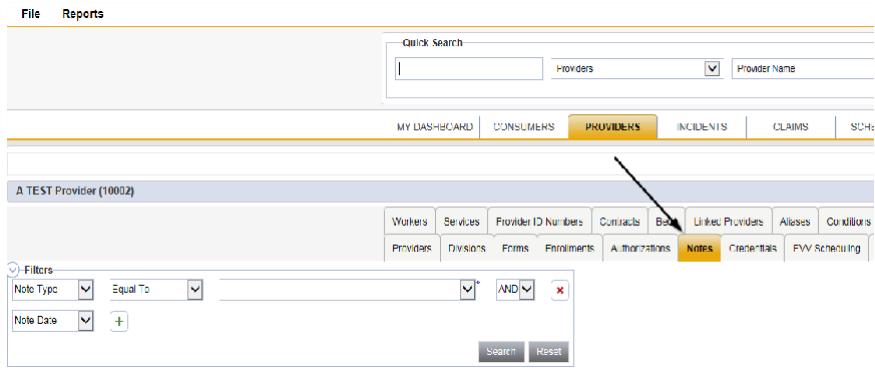 File Reports
Quick Search
Providers Provider Name
MY DASHBOARD CONSUMERS PROVIDERS INCIDENTS CLAIMS SCHE
A TEST Provider (10002)
Workers Services Provider ID Numbers Contracts Linked Providers Aliases Conditions
Providers Divisions Forms Enrollments Authorizations Notes Credentials EVV Scheduling
Filters
Note Type Equal To * AND
Note Date
Search Reset